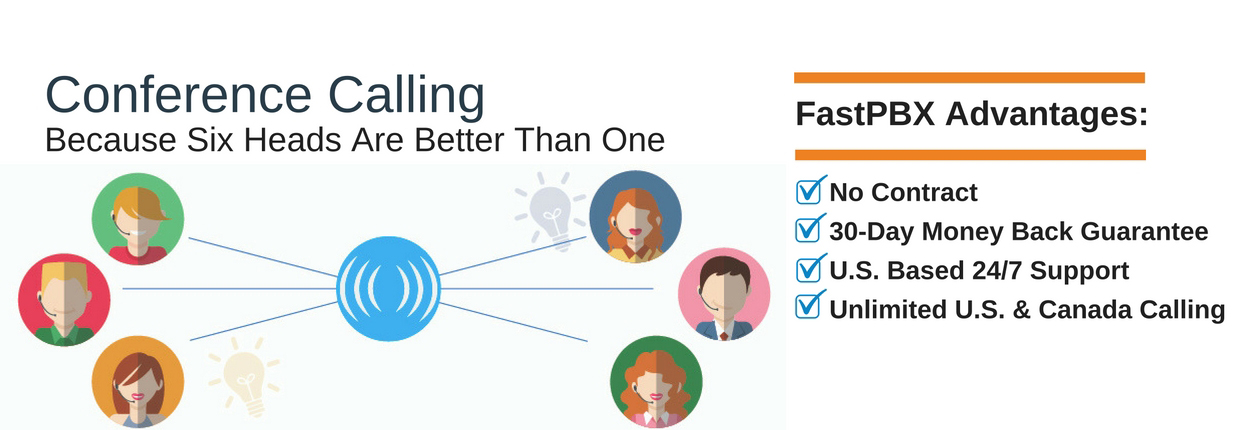 Conference Calling
Because Six Heads Are Better Than One
FastPBX Advantages:
No Contract
30-Day Money Back Guarantee
U.S. Based 24/7 Support
Unlimited U.S. & Canada Calling